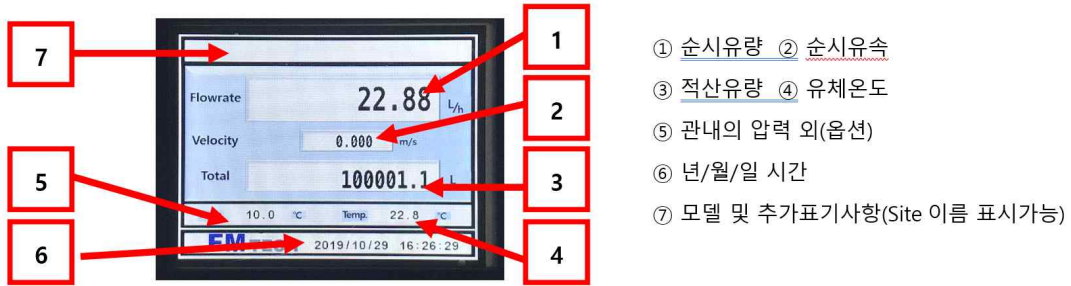 7
1
2
3
4
5
6
Flowrate 22.88 L/h
Velocity 0.000 m/s
Total 100001.1 L
10.0 ℃ Temp. 22.8 ℃
2019/10/29 16:26:29
① 순시유량 ② 순시유속
③ 적산유량 ④ 유체온도
⑤ 관내의 압력 외(옵션)
⑥ 년/월/일 시간
⑦ 모델 및 추가표기사항(Site 이름 표시가능)